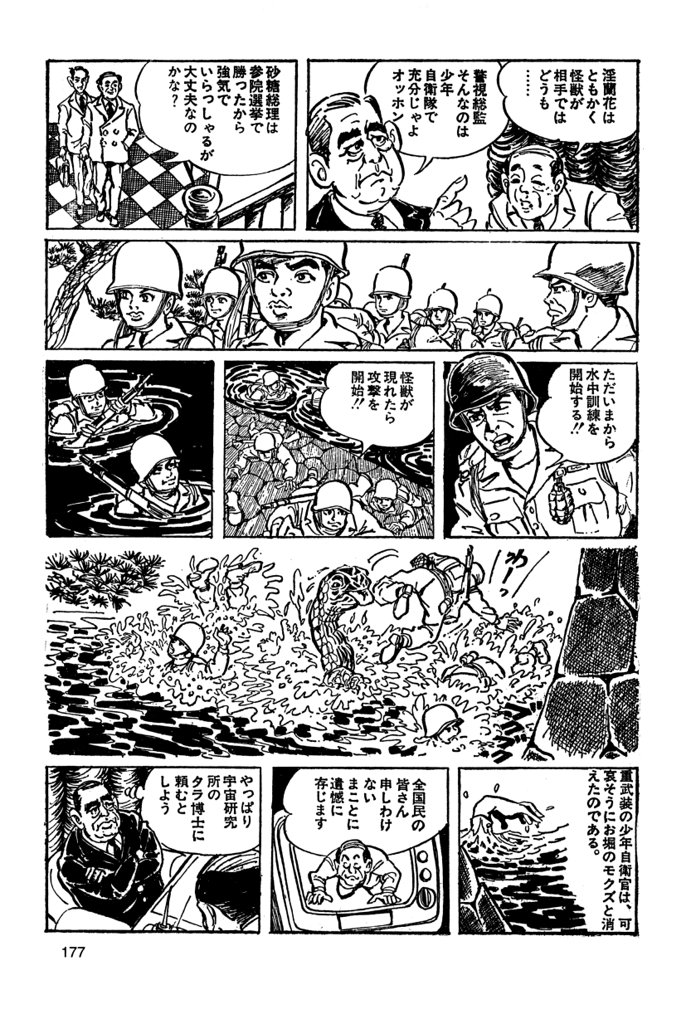 淫蘭花は
ともかく
怪獣が
相手では
どうも
……
警視総監
そんなのは
少年
自衛隊で
充分じゃよ
オッホン
砂糖総理は
参院選挙で
勝ったから
強気で
いらっしゃるが
大丈夫なの
かな？
ただいまから
水中訓練を
開始する!!
怪獣が
現れたら
攻撃を
開始!!
わーっ
重武装の少年自衛官は、可
哀そうにお堀のモクズと消
えたのである。
全国民の
皆さん
申しわけ
ない
まことに
遺憾に
存じます
やっぱり
宇宙研究
所の
タラ博士に
頼むと
しよう
177